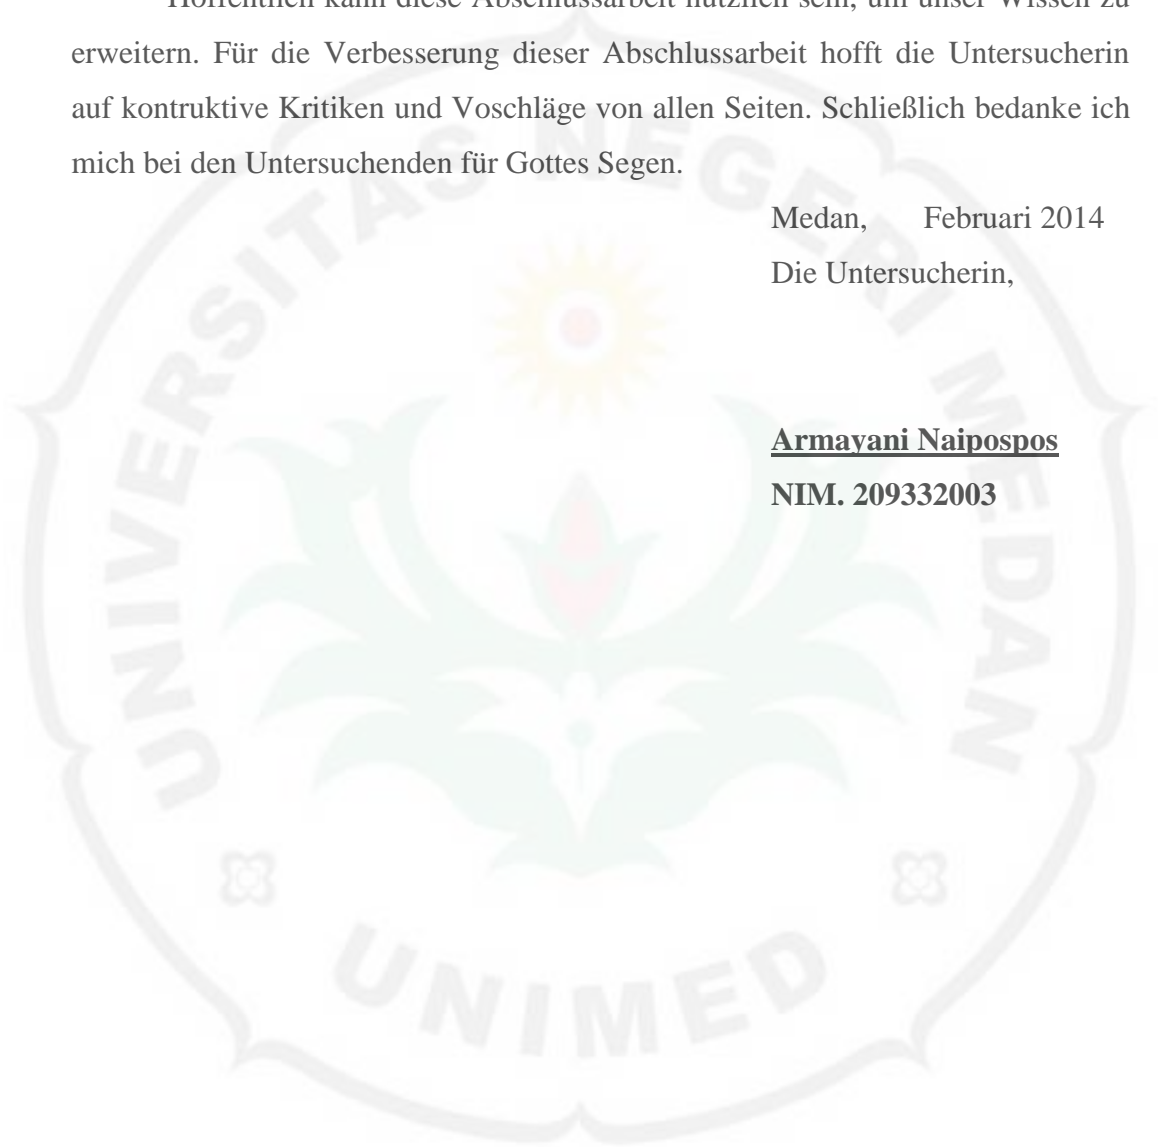 Hoffentlich kann diese Abschlussarbeit nützlich sein, um unser Wissen zu
erweitern. Für die Verbesserung dieser Abschlussarbeit hofft die Untersucherin
auf kontruktive Kritiken und Voschläge von allen Seiten. Schließlich bedanke ich
mich bei den Untersuchenden für Gottes Segen.
Medan, Februari 2014
Die Untersucherin,
Armayani Naipospos
NIM. 209332003
UNIVERSITAS NEGERI MEDAN
UNIMED